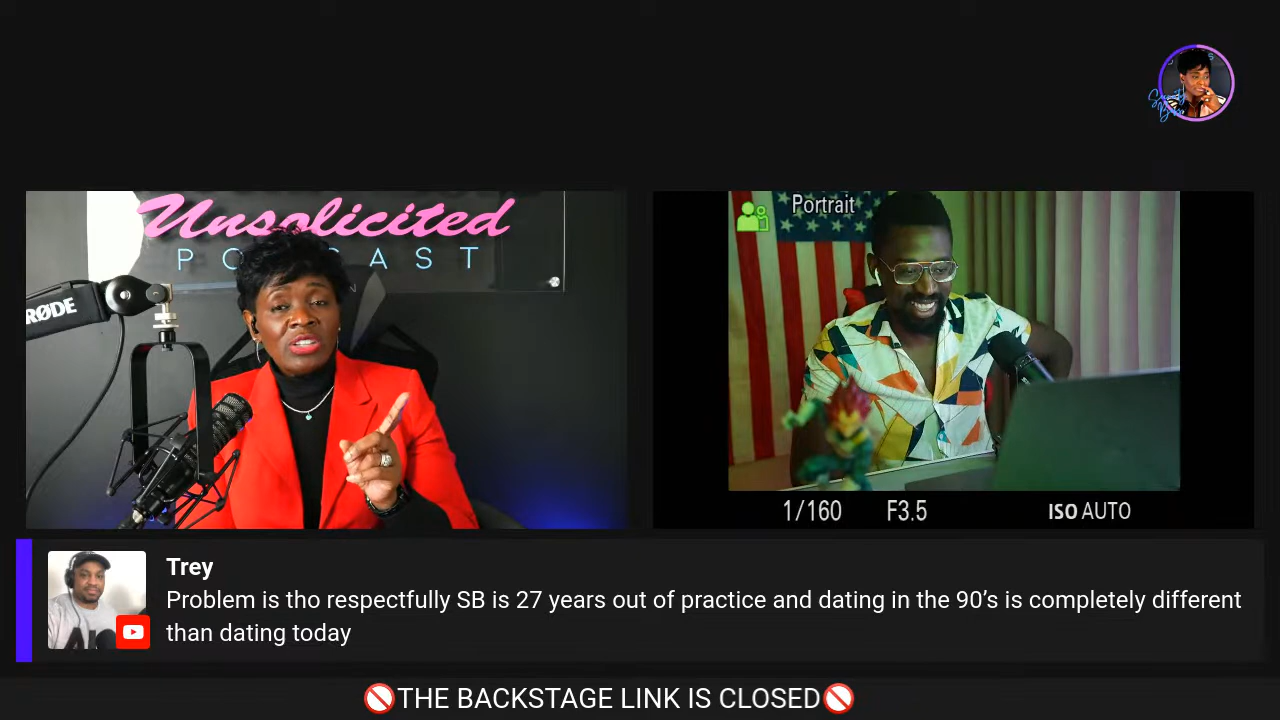 Unsolicited
PODCAST
RØDE
Portrait
1/160 F3.5 ISO AUTO
Trey
Problem is tho respectfully SB is 27 years out of practice and dating in the 90’s is completely different
than dating today
🚫THE BACKSTAGE LINK IS CLOSED🚫